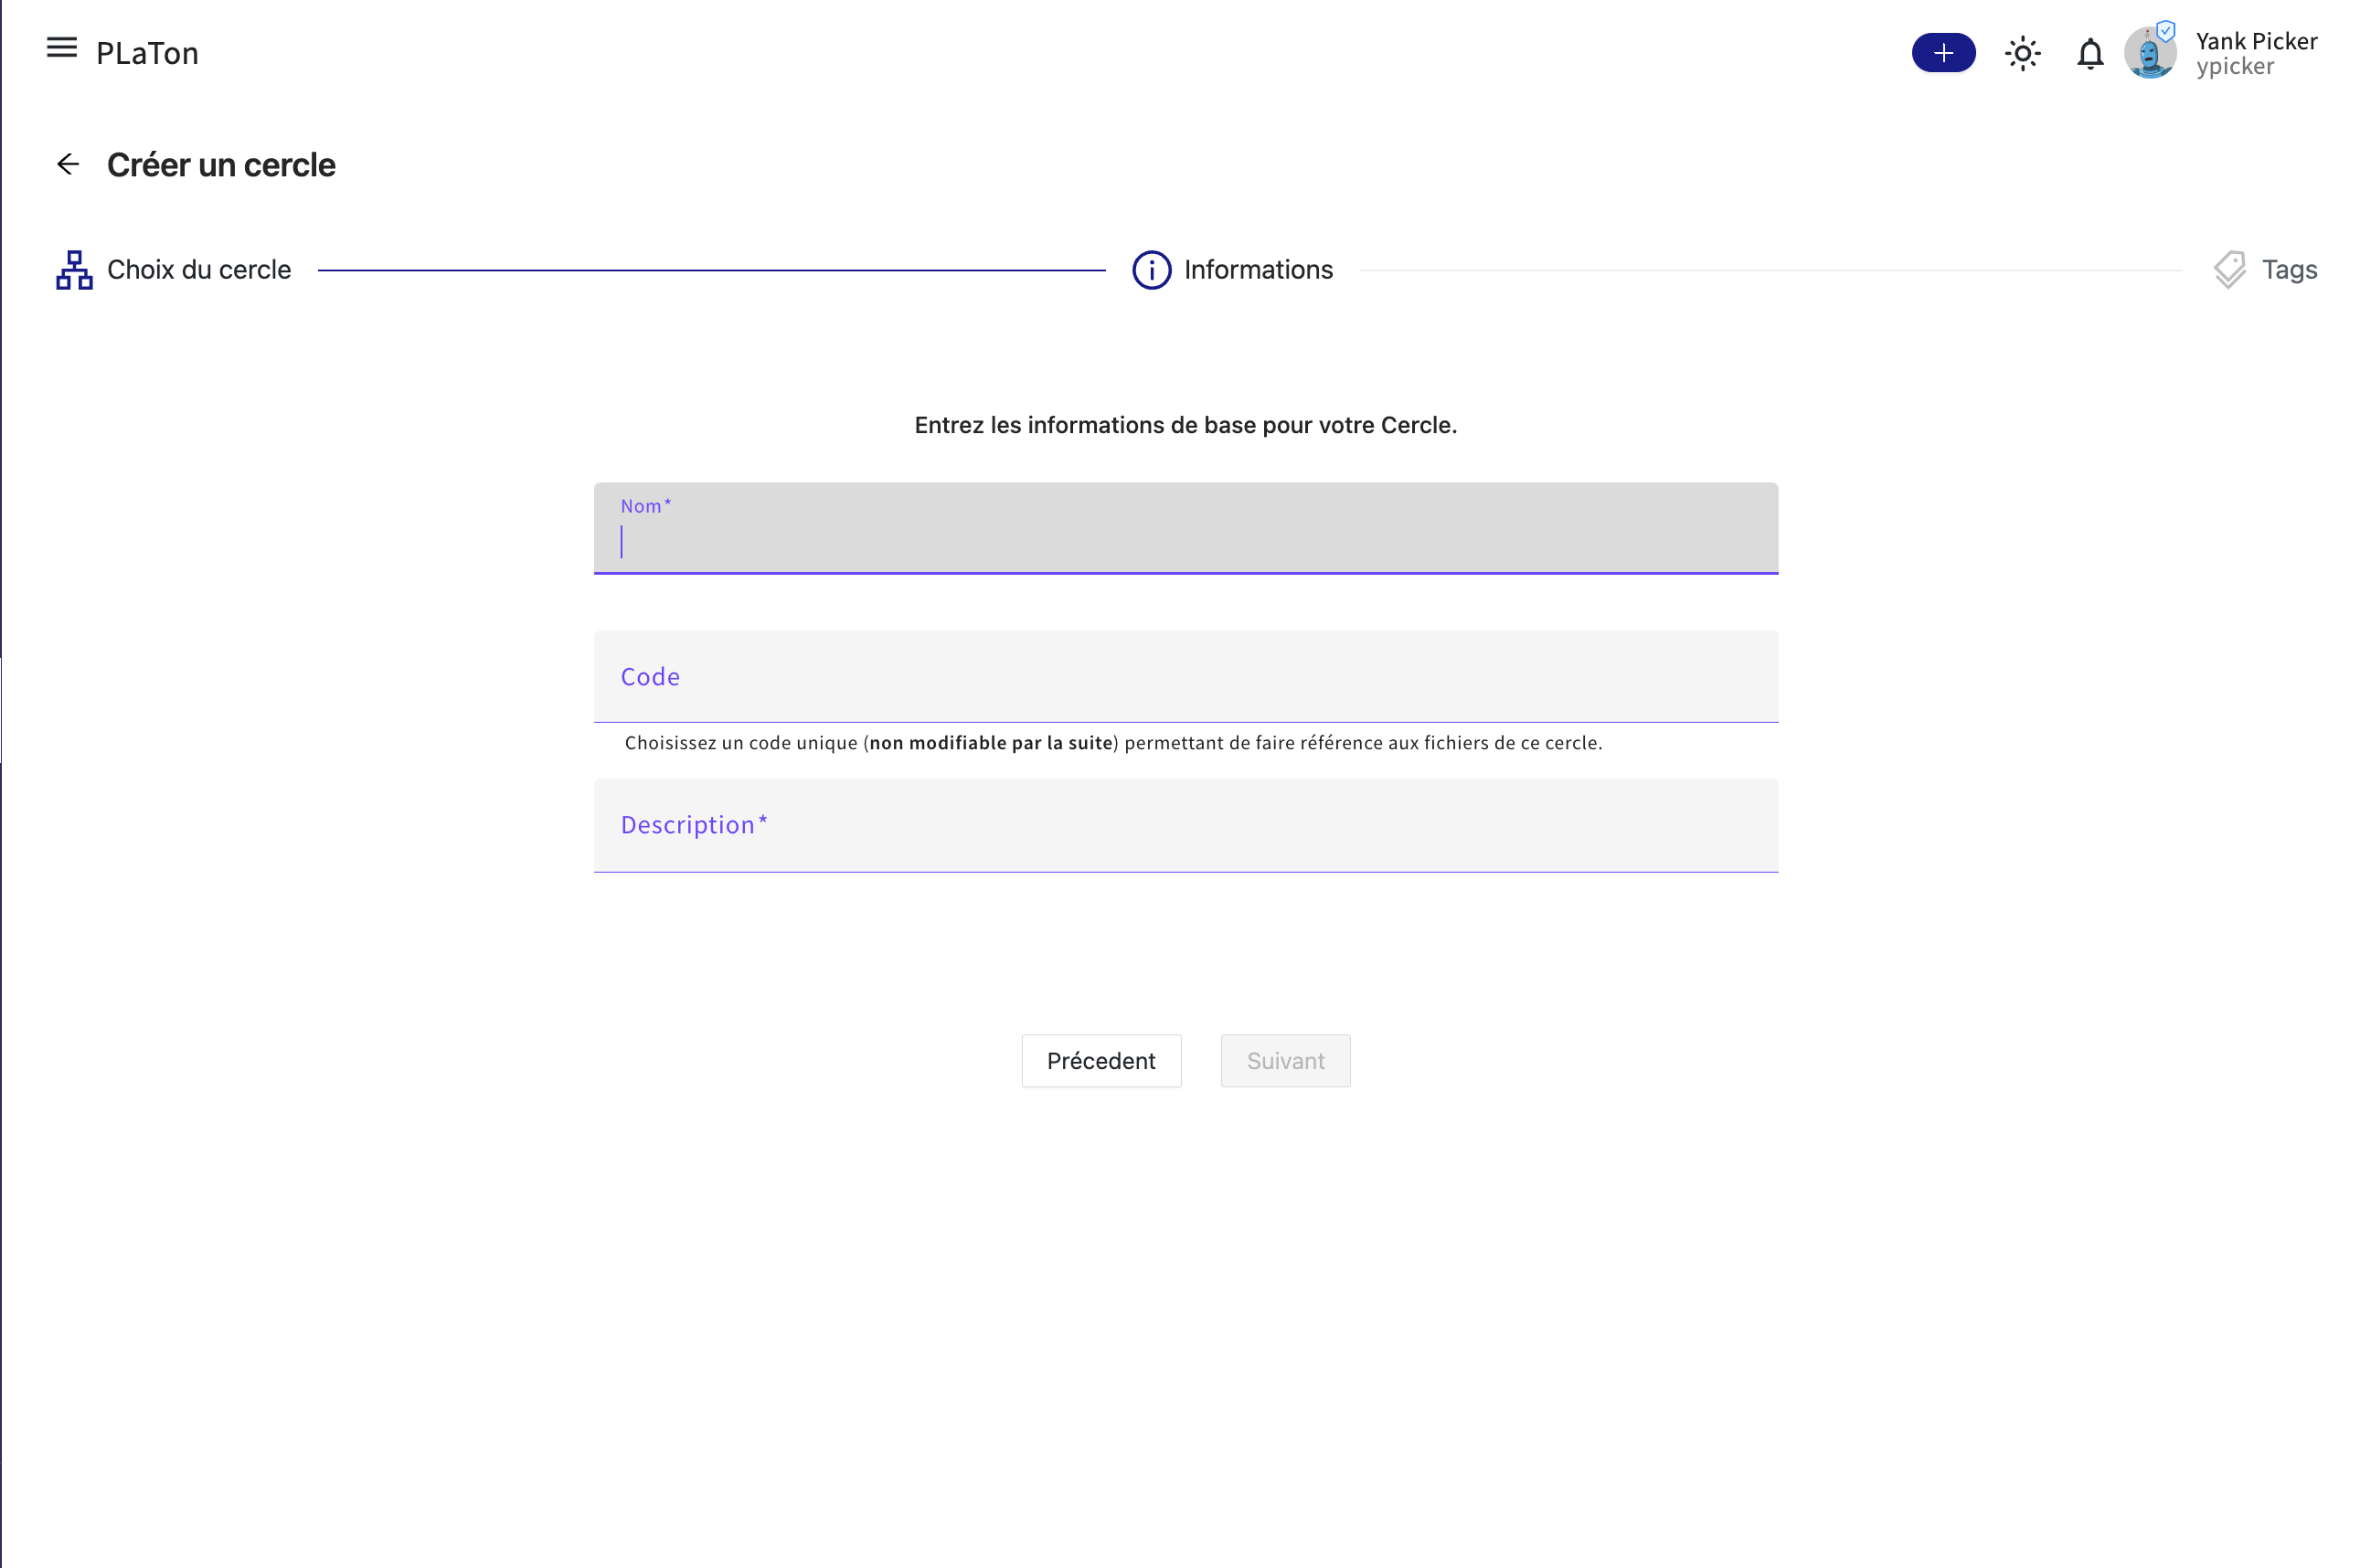 PLaTon
Yank Picker
ypicker
Créer un cercle
Choix du cercle
Informations
Tags
Entrez les informations de base pour votre Cercle.
Nom*
Code
Choisissez un code unique (non modifiable par la suite) permettant de faire référence aux fichiers de ce cercle.
Description*
Précedent
Suivant